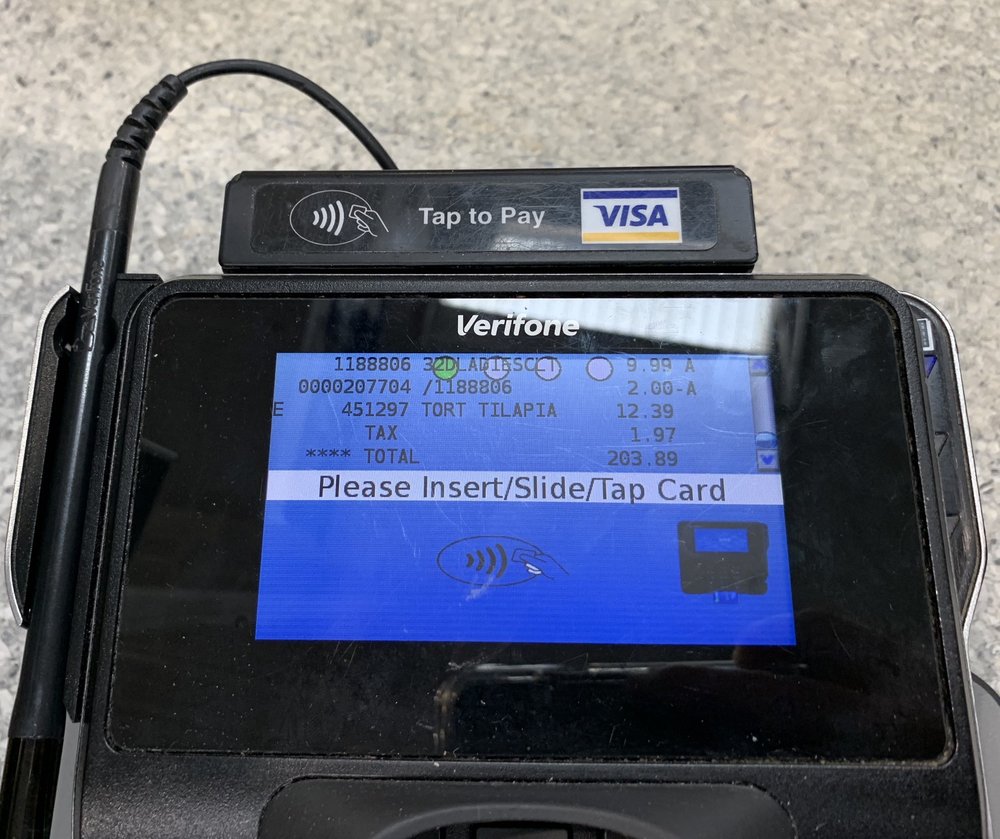 Tap to Pay VISA
Verifone
1188806 32DLADIESCLT 9.99 A
0000207704 /1188806 2.00-A
E 451297 TORT TILAPIA 12.39
TAX 1.97
**** TOTAL 203.89
Please Insert/Slide/Tap Card